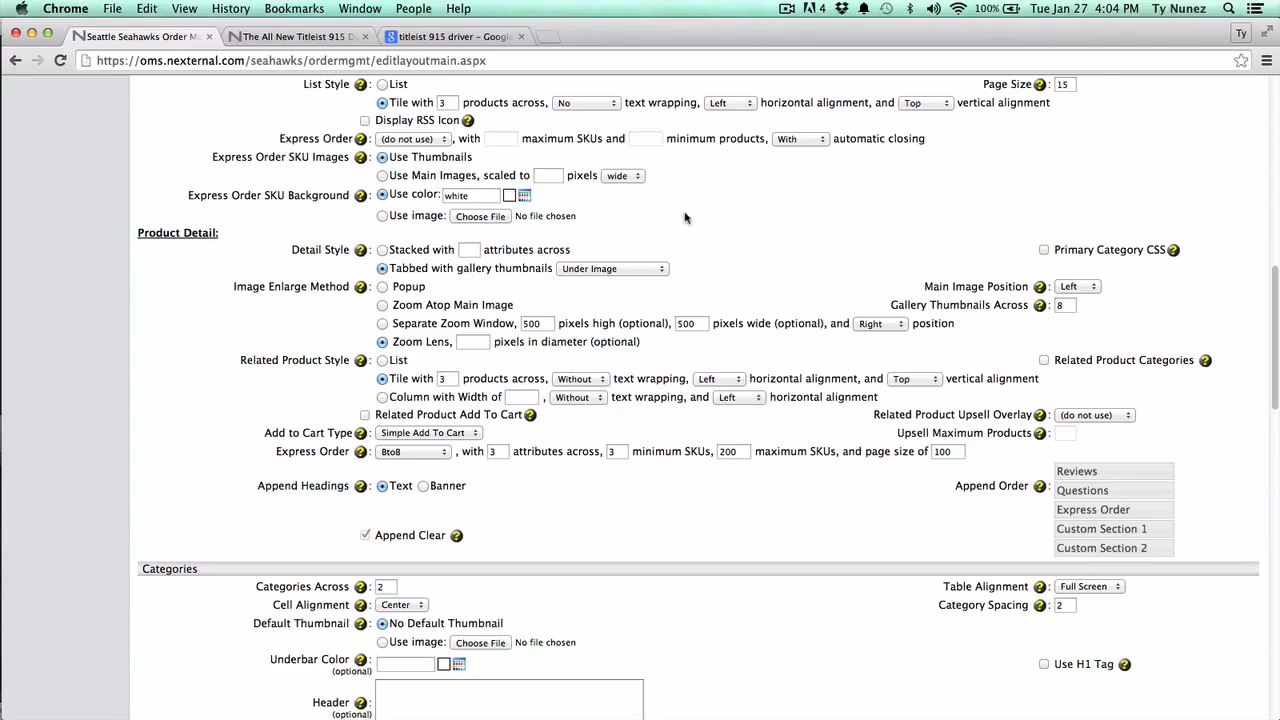 Chrome File Edit View History Bookmarks Window People Help 4 100% Tue Jan 27 4:04 PM Ty Nunez
Seattle Seahawks Order M The All New Titleist 915 D titleist 915 driver - Google Ty
https://oms.nexternal.com/seahawks/ordermgmt/editlayoutmain.aspx
List Style : List Page Size : 15
Tile with 3 products across, No text wrapping, Left horizontal alignment, and Top vertical alignment
Display RSS Icon
Express Order : (do not use) , with maximum SKUs and minimum products, With automatic closing
Express Order SKU Images : Use Thumbnails
Use Main Images, scaled to pixels wide
Express Order SKU Background : Use color: white
Use image: Choose File No file chosen
Product Detail:
Detail Style : Stacked with attributes across Primary Category CSS
Tabbed with gallery thumbnails Under Image
Image Enlarge Method : Popup Main Image Position : Left
Zoom Atop Main Image Gallery Thumbnails Across : 8
Separate Zoom Window, 500 pixels high (optional), 500 pixels wide (optional), and Right position
Zoom Lens, pixels in diameter (optional)
Related Product Style : List Related Product Categories
Tile with 3 products across, Without text wrapping, Left horizontal alignment, and Top vertical alignment
Column with Width of , Without text wrapping, and Left horizontal alignment
Related Product Add To Cart Related Product Upsell Overlay : (do not use)
Add to Cart Type : Simple Add To Cart Upsell Maximum Products :
Express Order : BtoB , with 3 attributes across, 3 minimum SKUs, 200 maximum SKUs, and page size of 100
Append Headings : Text Banner Append Order : Reviews
Questions
Express Order
Custom Section 1
Custom Section 2
Append Clear
Categories
Categories Across : 2 Table Alignment : Full Screen
Cell Alignment : Center Category Spacing : 2
Default Thumbnail : No Default Thumbnail
Use image: Choose File No file chosen
Underbar Color :
(optional) Use H1 Tag
Header :
(optional)